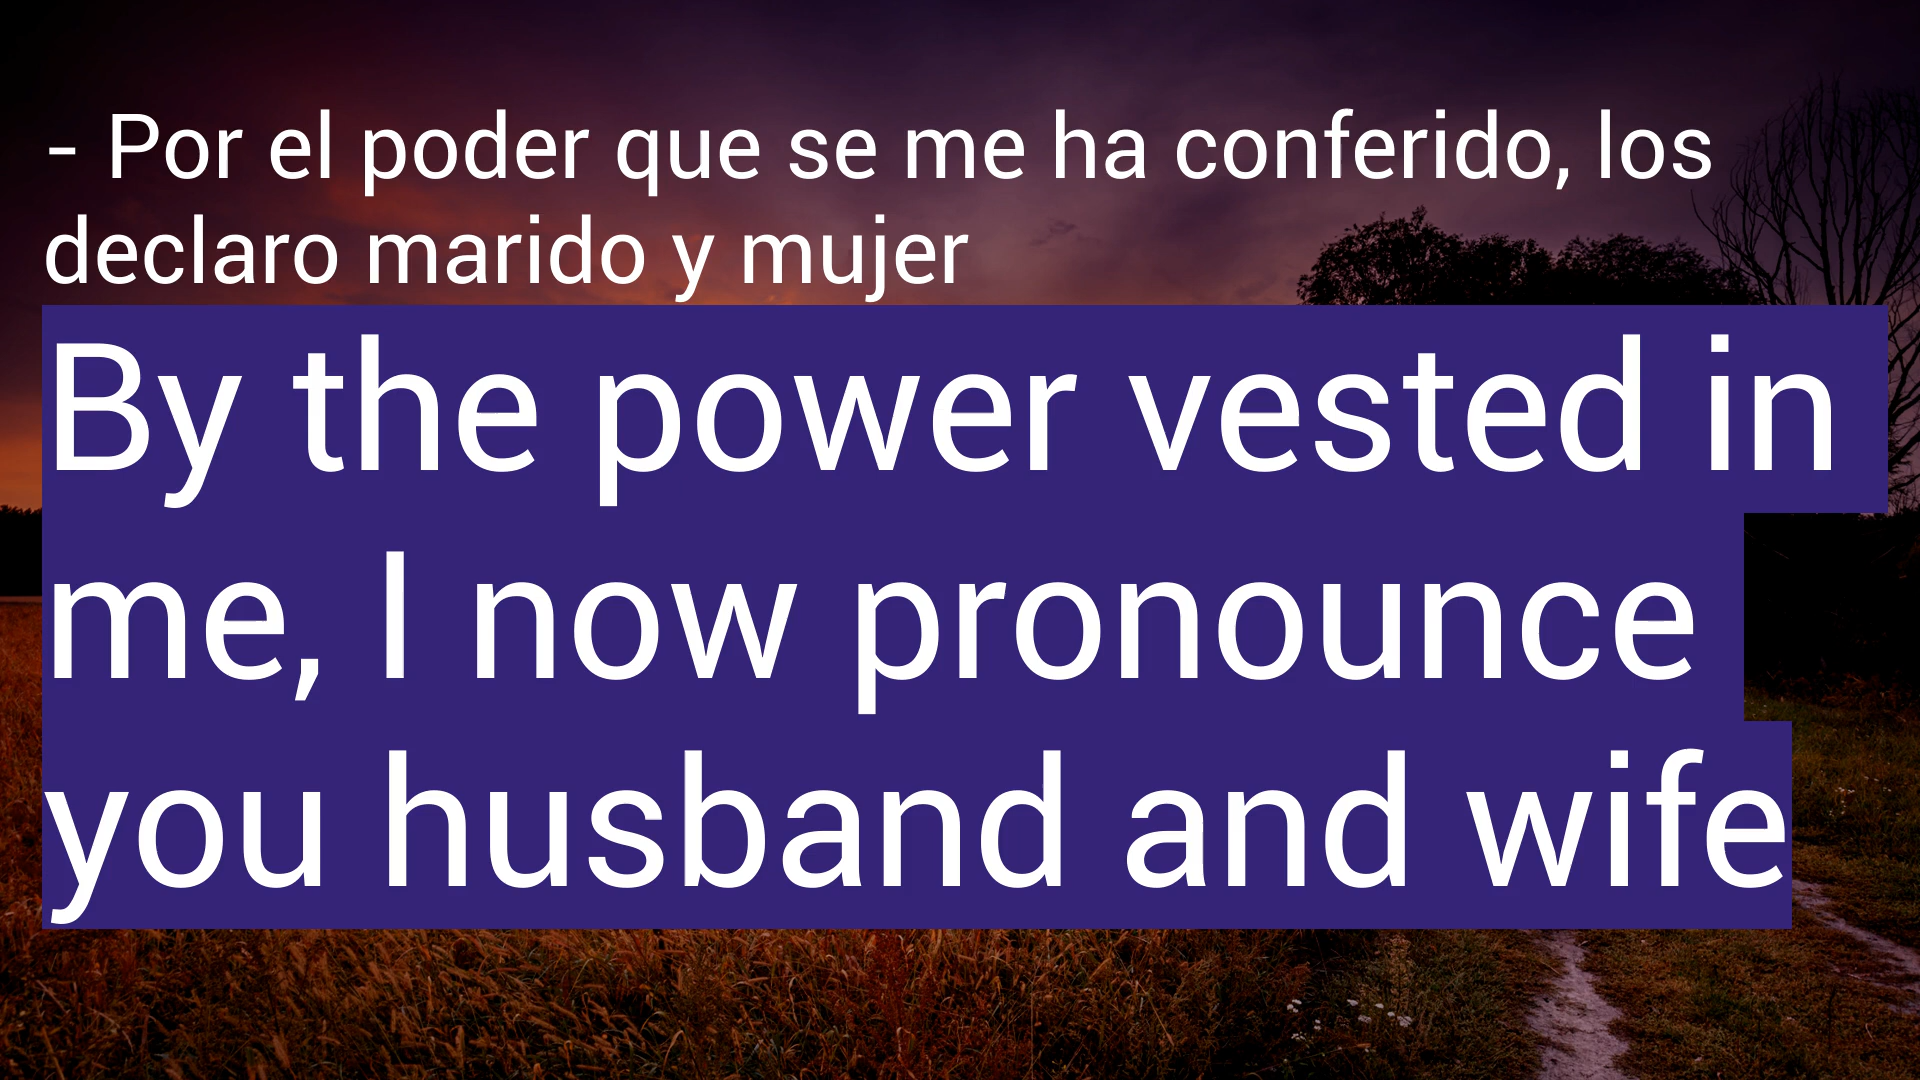 - Por el poder que se me ha conferido, los
declaro marido y mujer
By the power vested in
me, I now pronounce
you husband and wife